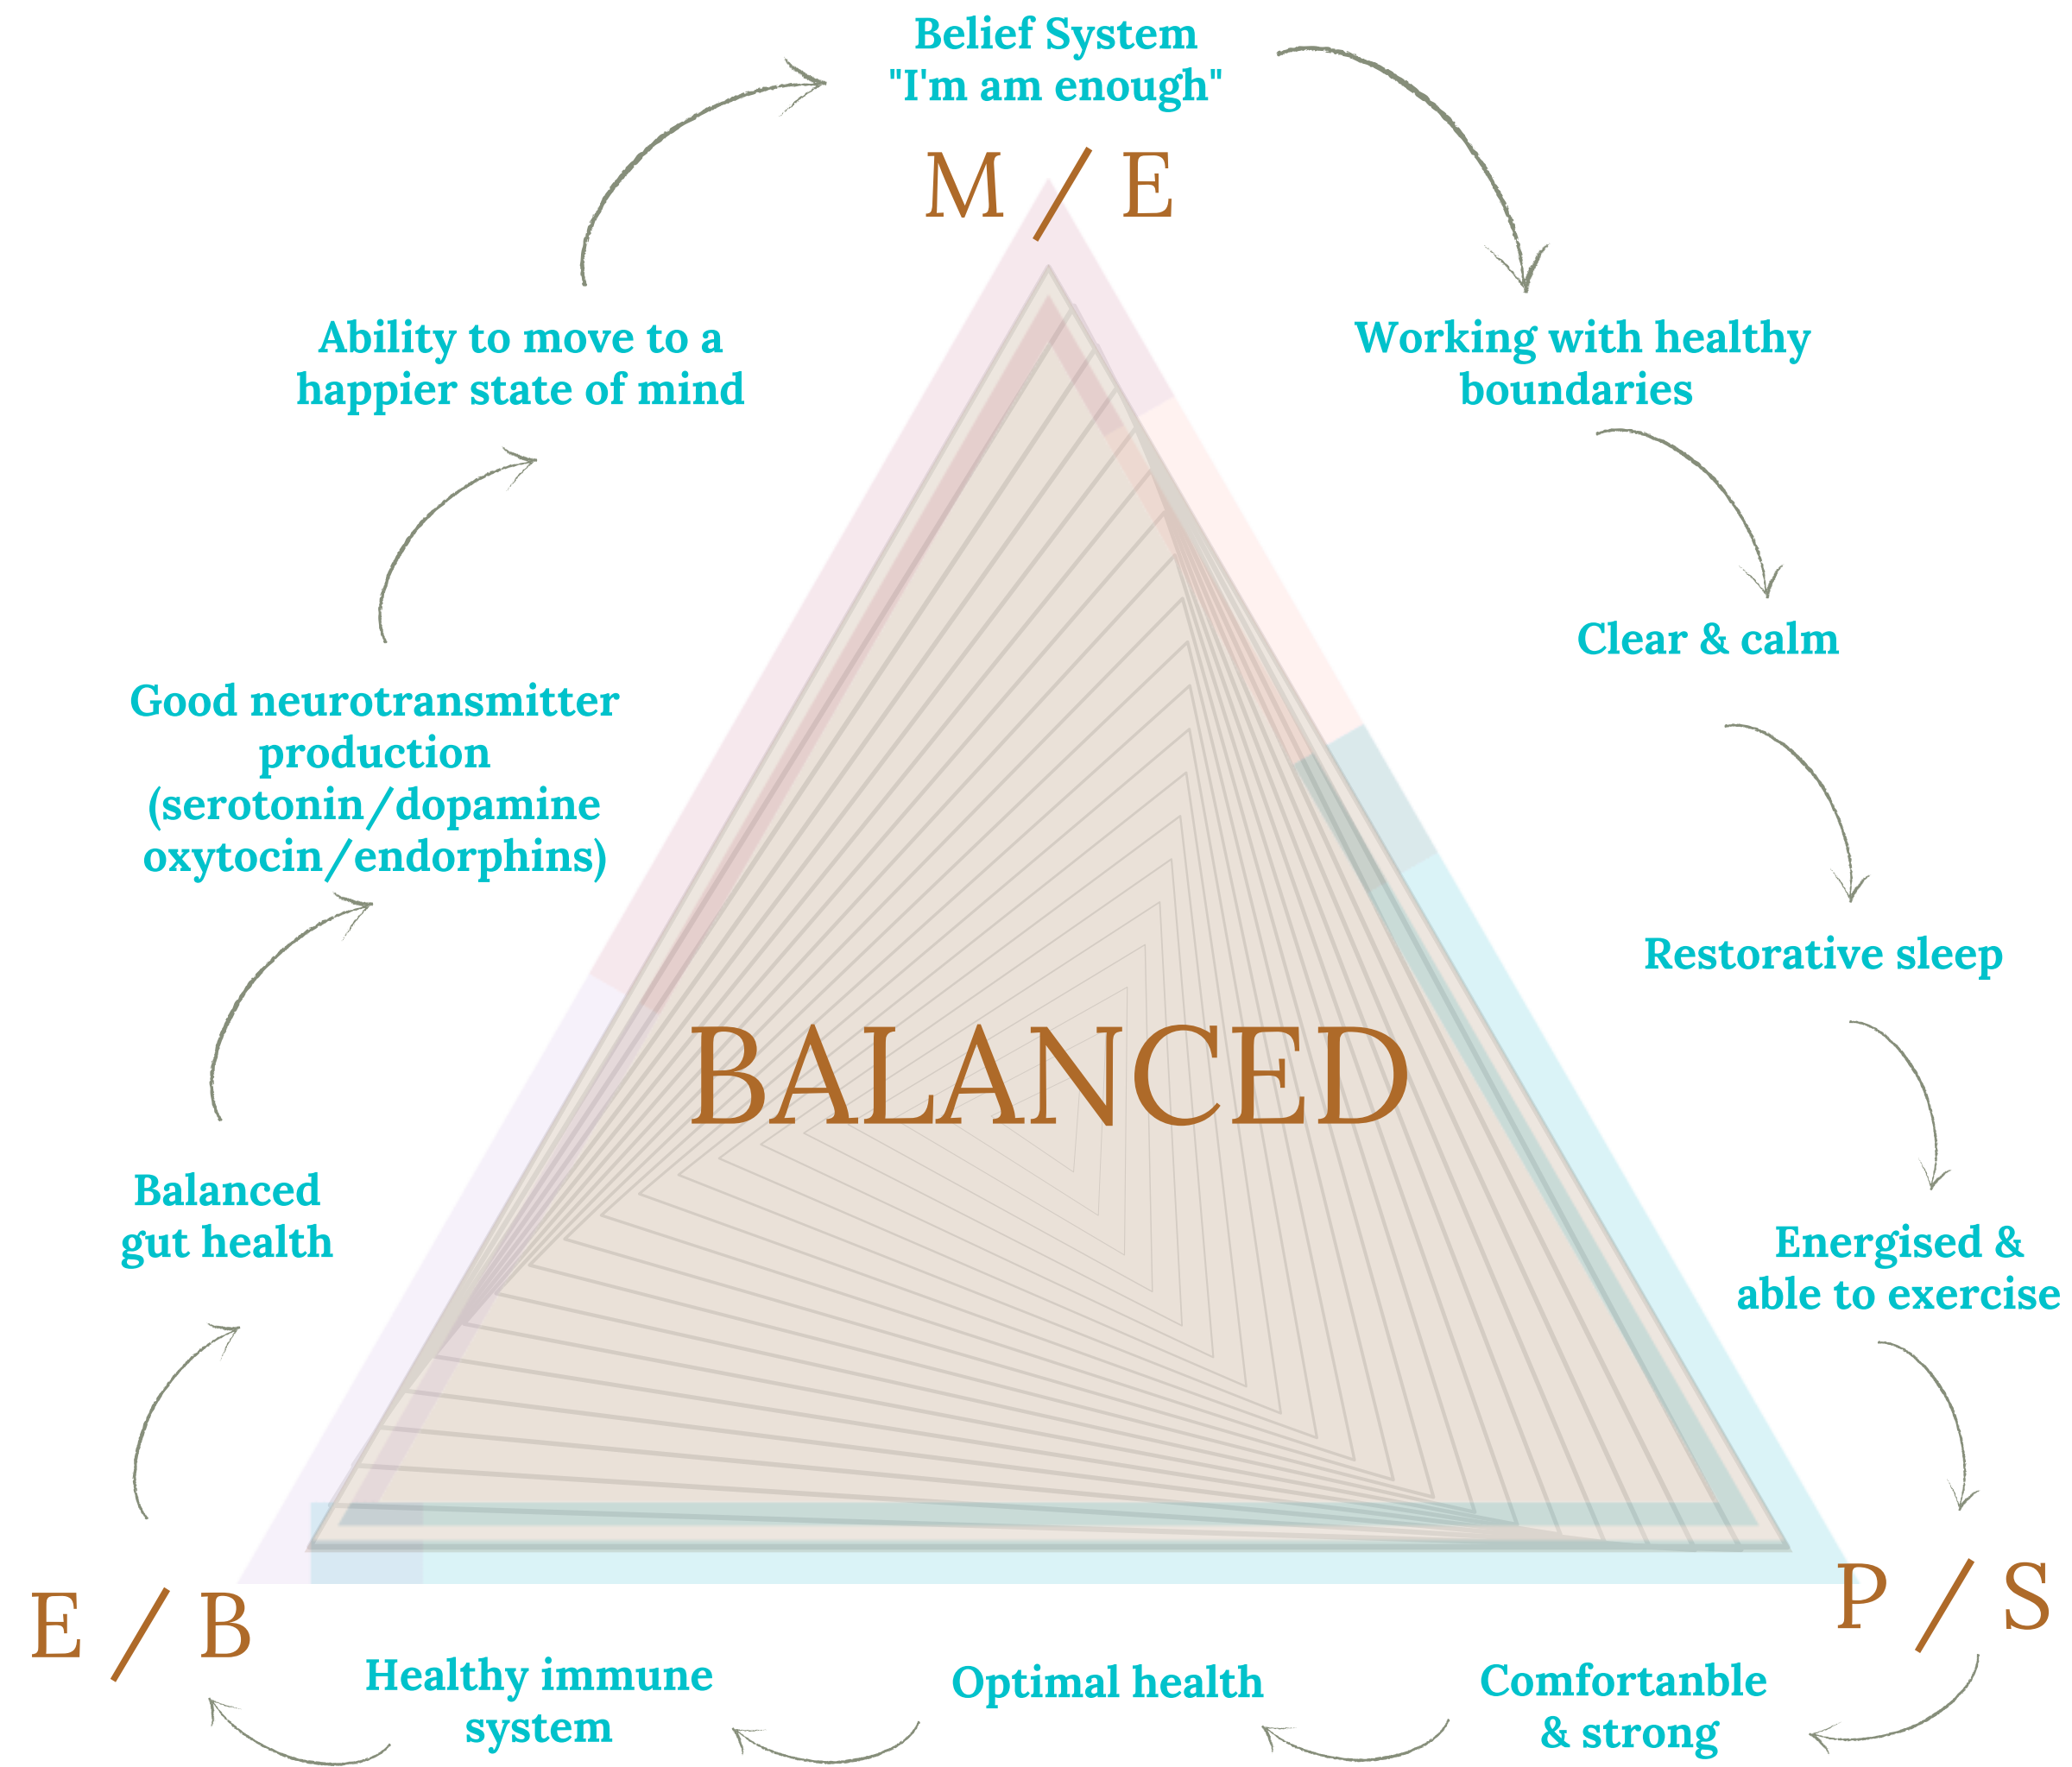 Belief System
"I'm am enough"
M / E
Working with healthy
boundaries
Clear & calm
Restorative sleep
Energised &
able to exercise
P / S
Comfortanble
& strong
Optimal health
Healthy immune
system
E / B
Balanced
gut health
Good neurotransmitter
production
(serotonin/dopamine
oxytocin/endorphins)
Ability to move to a
happier state of mind
BALANCED